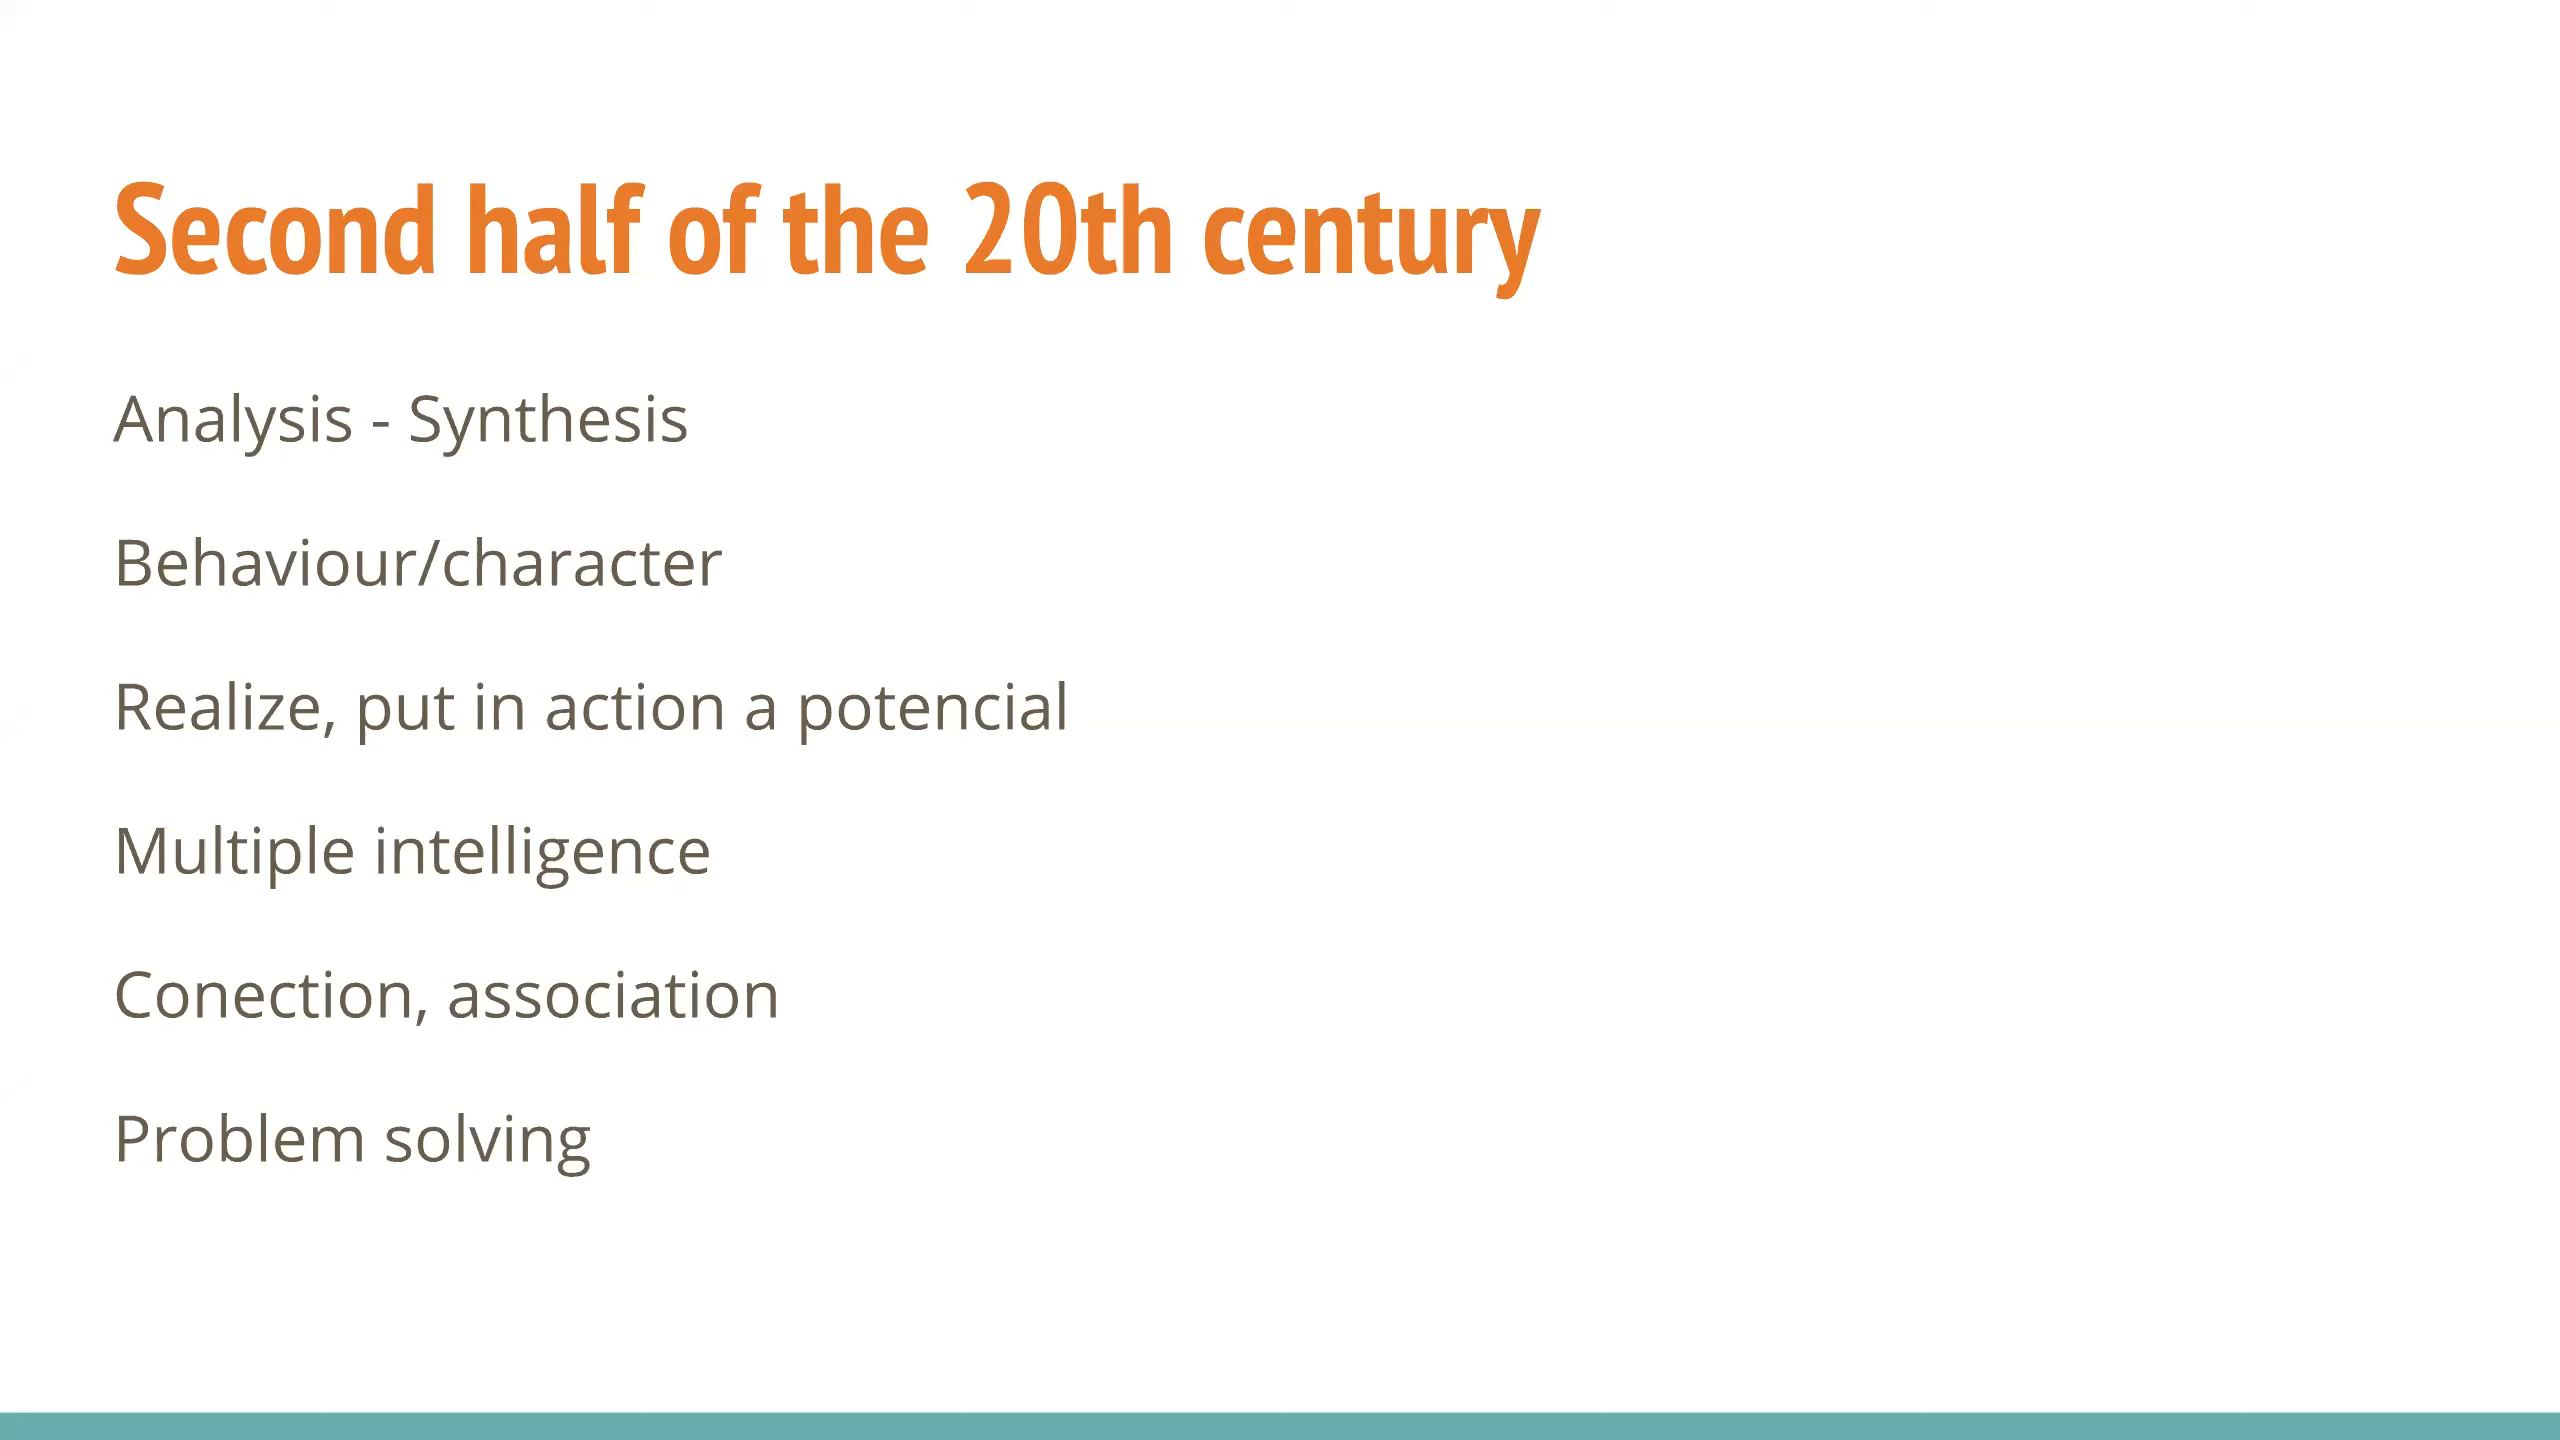 Second half of the 20th century
Analysis - Synthesis
Behaviour/character
Realize, put in action a potencial
Multiple intelligence
Conection, association
Problem solving